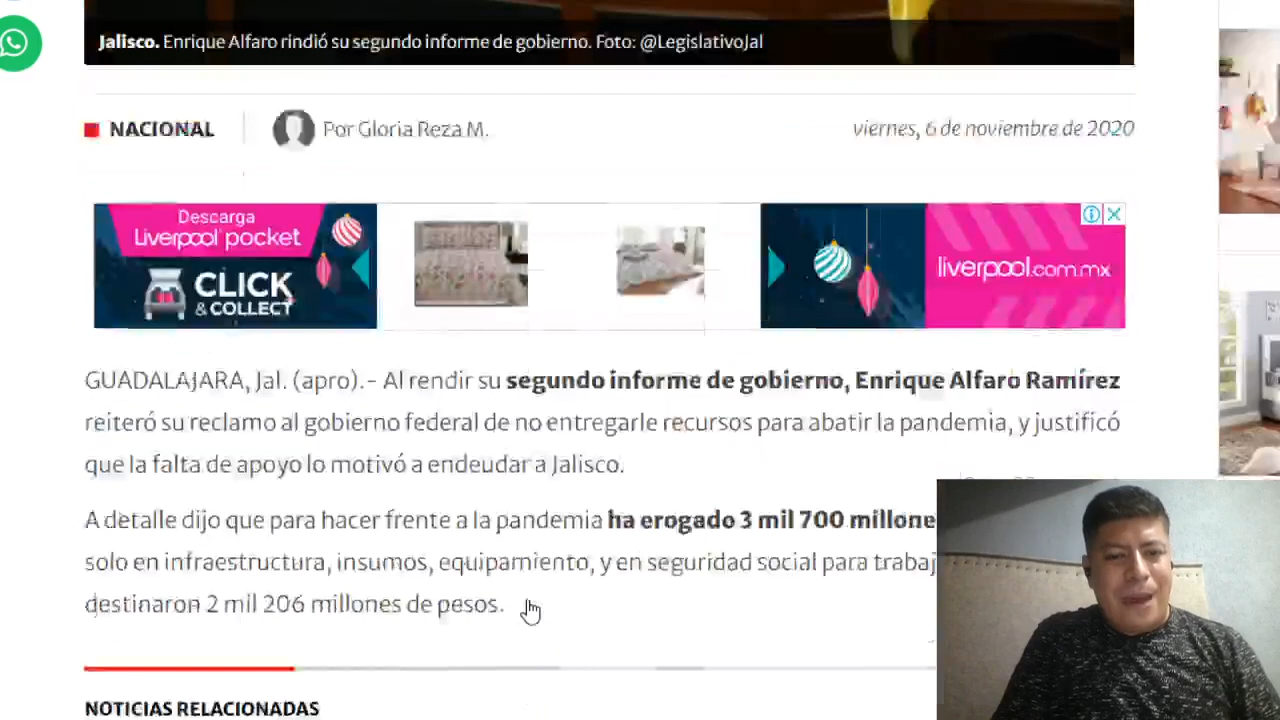 Jalisco. Enrique Alfaro rindió su segundo informe de gobierno. Foto: @LegislativoJal
NACIONAL
Por Gloria Reza M.
viernes, 6 de noviembre de 2020
Descarga
Liverpool pocket
CLICK
& COLLECT
liverpool.com.mx
GUADALAJARA, Jal. (apro).- Al rendir su segundo informe de gobierno, Enrique Alfaro Ramírez
reiteró su reclamo al gobierno federal de no entregarle recursos para abatir la pandemia, y justificó
que la falta de apoyo lo motivó a endeudar a Jalisco.
A detalle dijo que para hacer frente a la pandemia ha erogado 3 mil 700
solo en infraestructura, insumos, equipamiento, y en seguridad social para
destinaron 2 mil 206 millones de pesos.
NOTICIAS RELACIONADAS